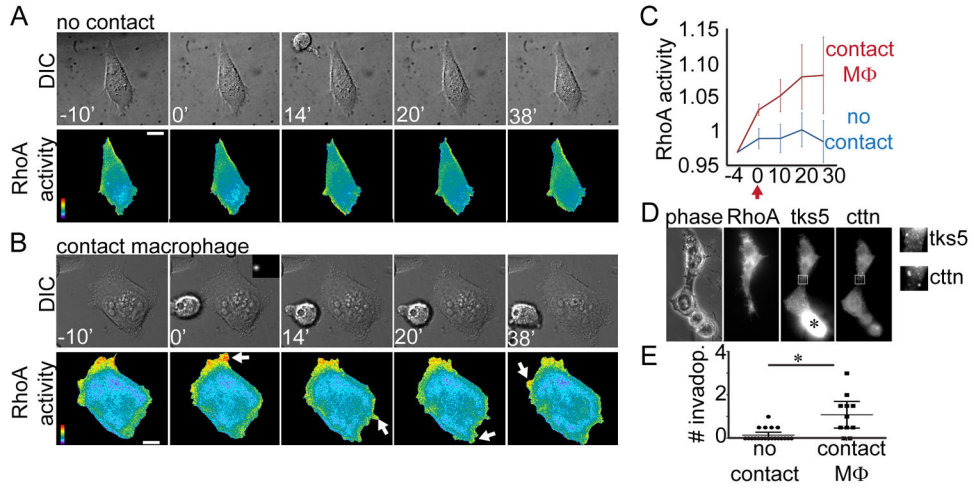 A
no contact
DIC
-10’ 0’ 14’ 20’ 38’
RhoA
activity
B
contact macrophage
DIC
-10’ 0’ 14’ 20’ 38’
RhoA
activity
C
RhoA activity
1.15
1.10
1.05
1
0.95
-4 0 10 20 30
contact
MΦ
no
contact
D
phase RhoA tks5 cttn
*
tks5
cttn
E
# invadop.
4
2
0
*
no
contact
contact
MΦ